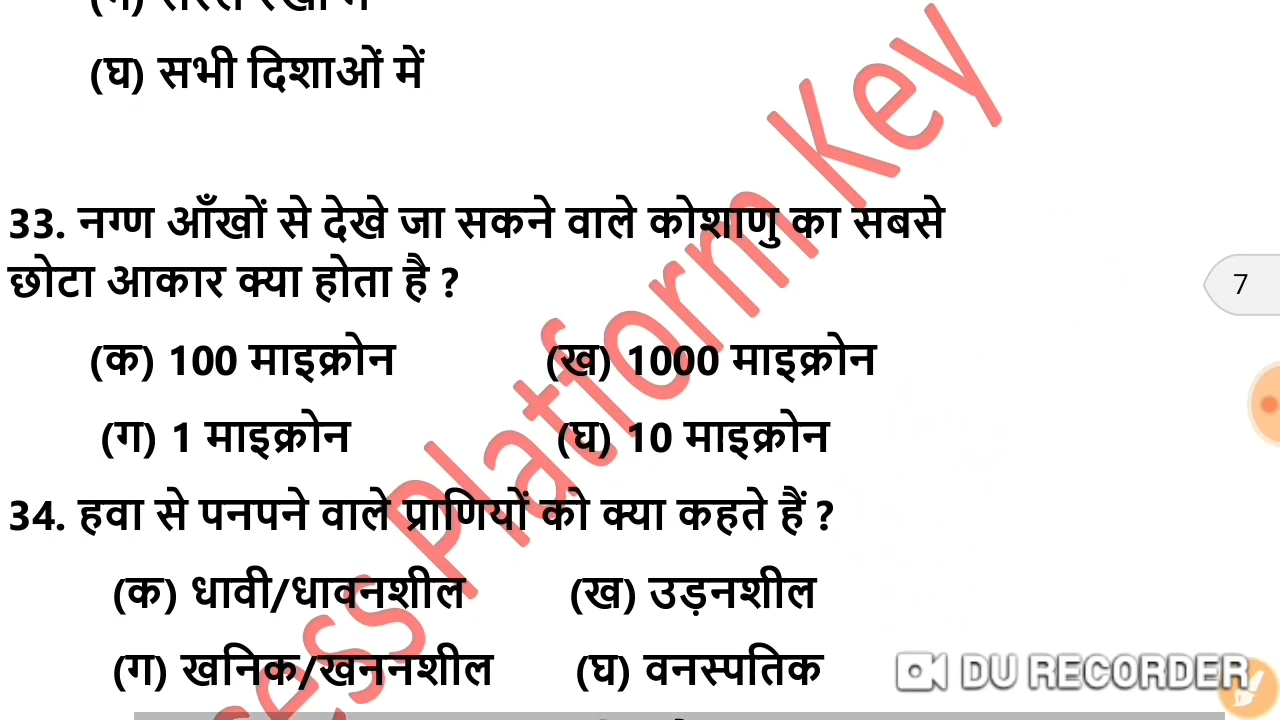 (घ) सभी दिशाओं में
33. नग्ण आँखों से देखे जा सकने वाले कोशाणु का सबसे
छोटा आकार क्या होता है ?
(क) 100 माइक्रोन (ख) 1000 माइक्रोन
(ग) 1 माइक्रोन (घ) 10 माइक्रोन
34. हवा से पनपने वाले प्राणियों को क्या कहते हैं ?
(क) धावी/धावनशील (ख) उड़नशील
(ग) खनिक/खननशील (घ) वनस्पतिक
ess Platform Key
7
DU RECORDER